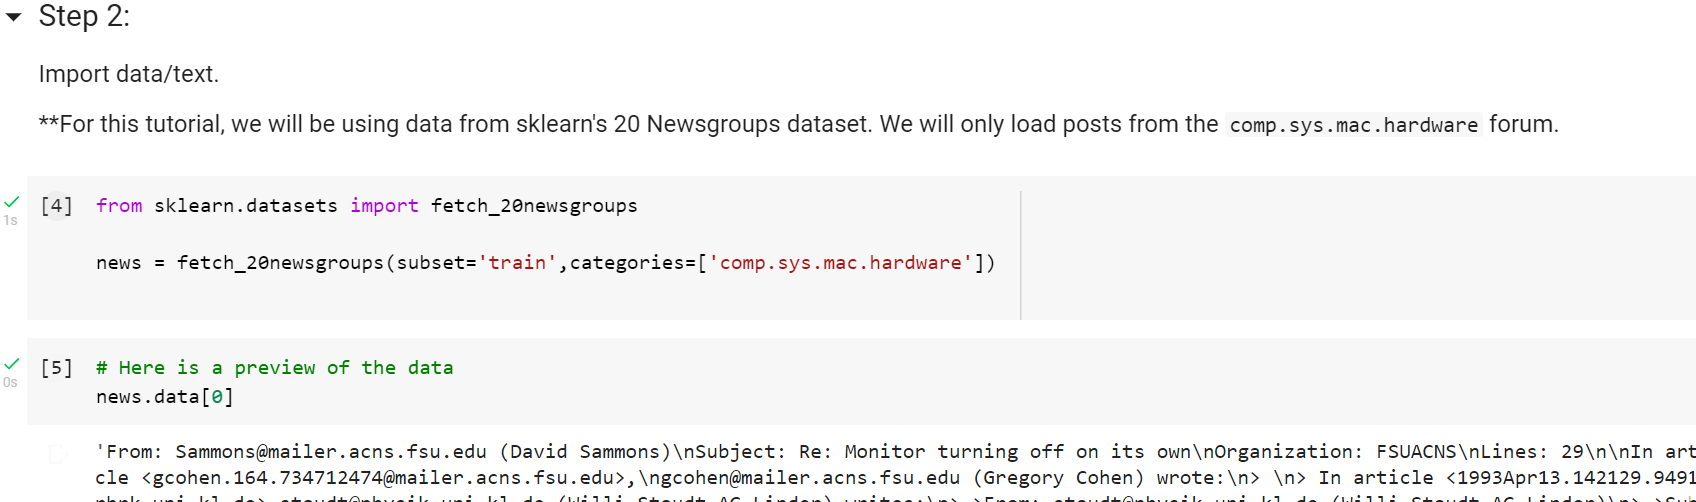 Step 2:
Import data/text.
**For this tutorial, we will be using data from sklearn's 20 Newsgroups dataset. We will only load posts from the comp.sys.mac.hardware forum.
[4] from sklearn.datasets import fetch_20newsgroups
1s
news = fetch_20newsgroups(subset='train',categories=['comp.sys.mac.hardware'])
[5] # Here is a preview of the data
0s
news.data[0]
'From: Sammons@mailer.acns.fsu.edu (David Sammons)\nSubject: Re: Monitor turning off on its own\nOrganization: FSUACNS\nLines: 29\n\nIn art
cle <gcohen.164.734712474@mailer.acns.fsu.edu>,\ngcohen@mailer.acns.fsu.edu (Gregory Cohen) wrote:\n> \n> In article <1993Apr13.142129.9491